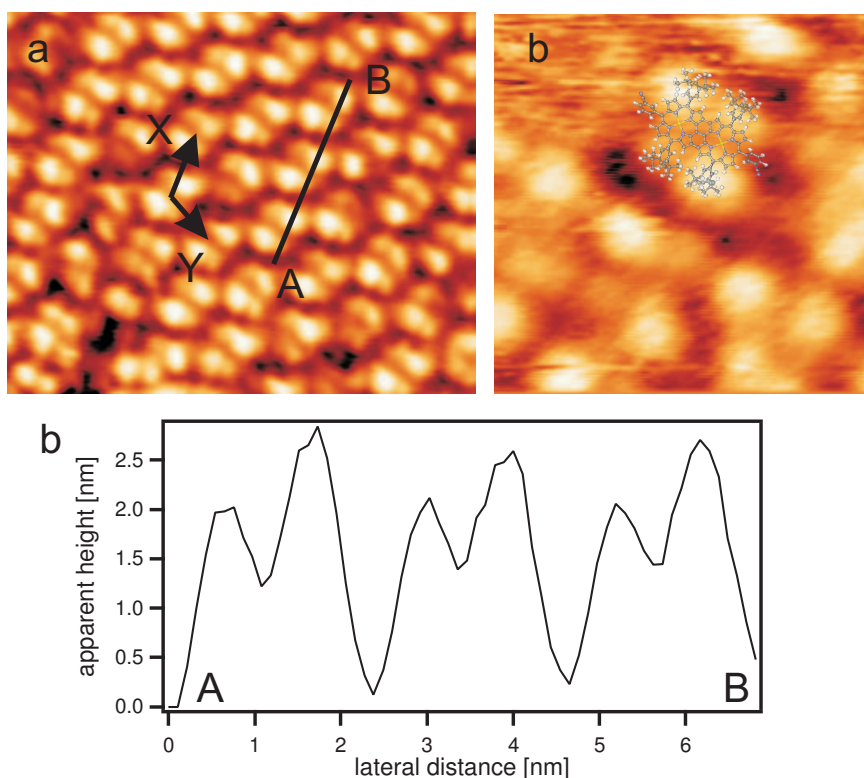 a
b
X
Y
B
A
b
apparent height [nm]
2.5
2.0
1.5
1.0
0.5
0.0
A
B
0 1 2 3 4 5 6
lateral distance [nm]